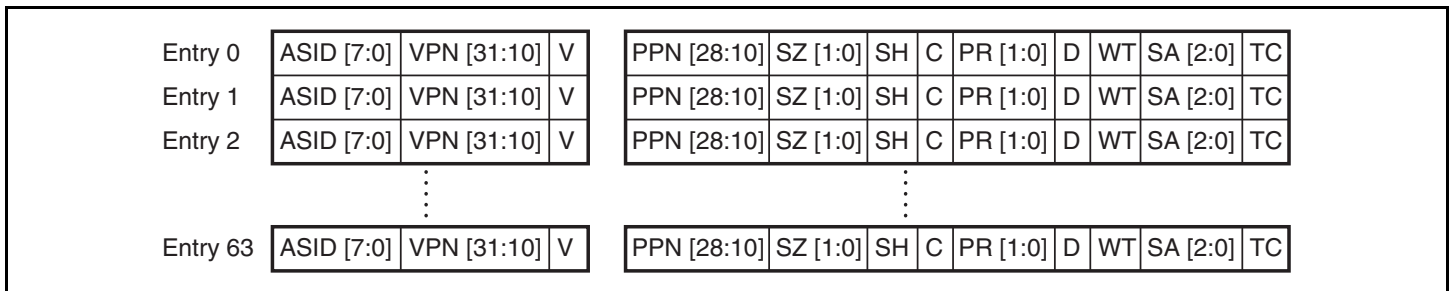 Entry 0 ASID [7:0] VPN [31:10] V PPN [28:10] SZ [1:0] SH C PR [1:0] D WT SA [2:0] TC
Entry 1 ASID [7:0] VPN [31:10] V PPN [28:10] SZ [1:0] SH C PR [1:0] D WT SA [2:0] TC
Entry 2 ASID [7:0] VPN [31:10] V PPN [28:10] SZ [1:0] SH C PR [1:0] D WT SA [2:0] TC
Entry 63 ASID [7:0] VPN [31:10] V PPN [28:10] SZ [1:0] SH C PR [1:0] D WT SA [2:0] TC